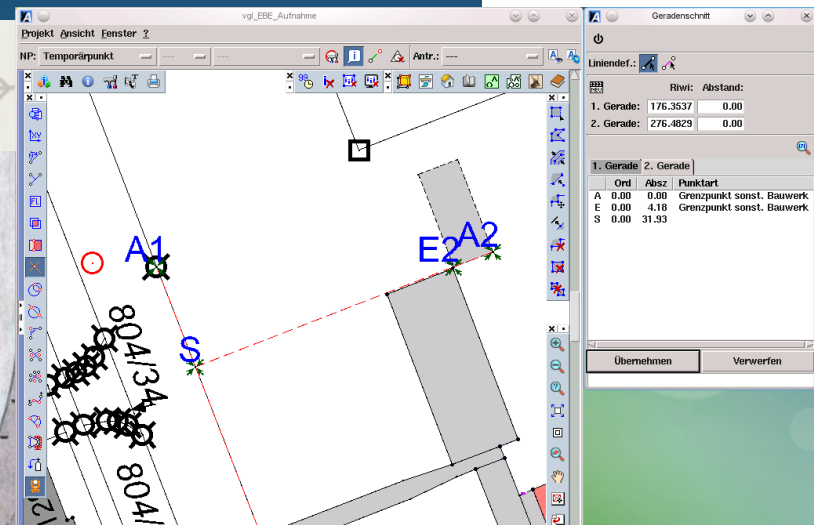 vgl_EBE_Aufnahme
Projekt Ansicht Fenster ?
NP: Temporärpunkt --- --- Antr.: ---
A1
E2
A2
S
804/34
804/
Geradenschnitt
Liniendef.:
Riwi: Abstand:
1. Gerade: 176.3537 0.00
2. Gerade: 276.4829 0.00
1. Gerade 2. Gerade
Ord Absz Punktart
A 0.00 0.00 Grenzpunkt sonst. Bauwerk
E 0.00 4.18 Grenzpunkt sonst. Bauwerk
S 0.00 31.93
Übernehmen Verwerfen